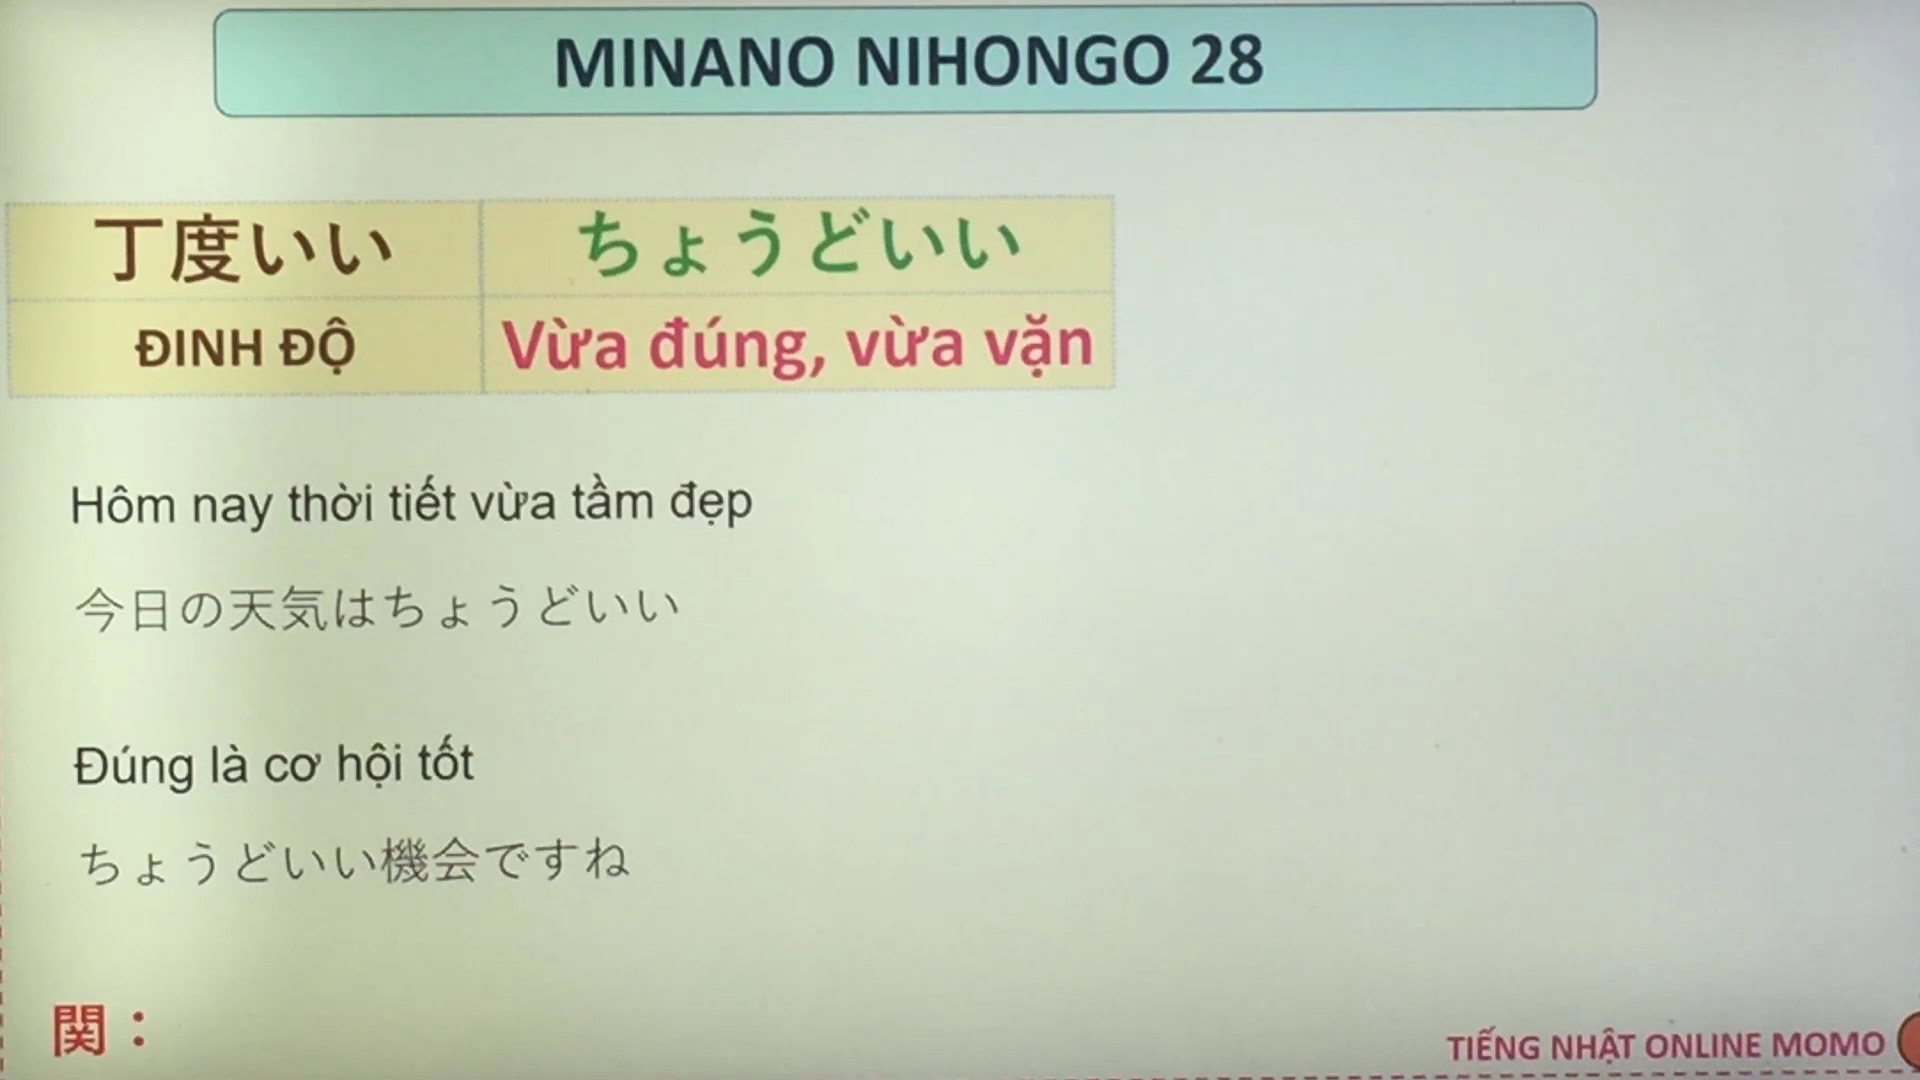 MINANO NIHONGO 28
丁度いい ちょうどいい
ĐINH ĐỘ Vừa đúng, vừa vặn
Hôm nay thời tiết vừa tầm đẹp
今日の天気はちょうどいい
Đúng là cơ hội tốt
ちょうどいい機会ですね
関：
TIẾNG NHẬT ONLINE MOMO